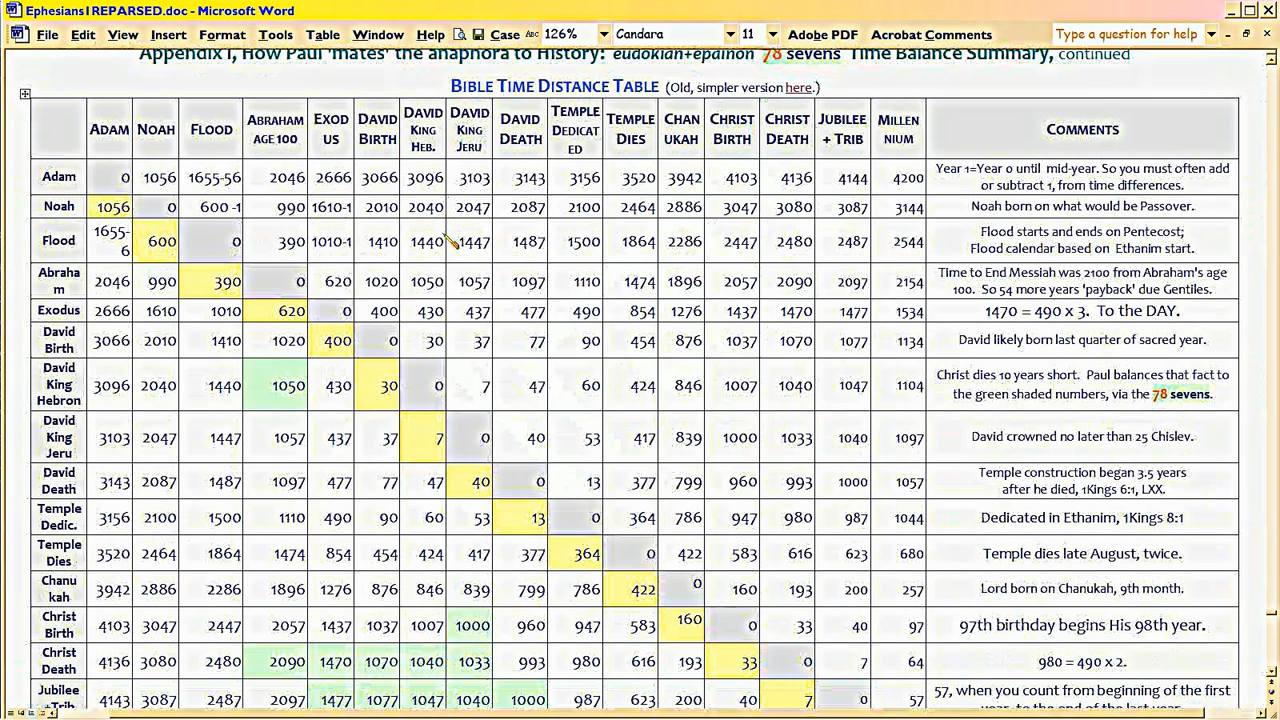 Ephesians1REPARSED.doc - Microsoft Word
File Edit View Insert Format Tools Table Window Help Case ABC 126% Candara 11 Adobe PDF Acrobat Comments Type a question for help
Appendix I, How Paul 'mates' the anaphora to History: eudokian+epainon 78 sevens Time Balance Summary, continued
BIBLE TIME DISTANCE TABLE (Old, simpler version here.)
ADAM NOAH FLOOD ABRAHAM AGE 100 EXODUS DAVID BIRTH DAVID KING HEB. DAVID KING JERU DAVID DEATH TEMPLE DEDICATED TEMPLE DIES CHANUKAH CHRIST BIRTH CHRIST DEATH JUBILEE + TRIB MILLENNIUM COMMENTS
Adam 0 1056 1655-56 2046 2666 3066 3096 3103 3143 3156 3520 3942 4103 4136 4144 4200 Year 1=Year 0 until mid-year. So you must often add or subtract 1, from time differences.
Noah 1056 0 600 -1 990 1610-1 2010 2040 2047 2087 2100 2464 2886 3047 3080 3087 3144 Noah born on what would be Passover.
Flood 1655-6 600 0 390 1010-1 1410 1440 1447 1487 1500 1864 2286 2447 2480 2487 2544 Flood starts and ends on Pentecost; Flood calendar based on Ethanim start.
Abraham 2046 990 390 0 620 1020 1050 1057 1097 1110 1474 1896 2057 2090 2097 2154 Time to End Messiah was 2100 from Abraham's age 100. So 54 more years 'payback' due Gentiles.
Exodus 2666 1610 1010 620 0 400 430 437 477 490 854 1276 1437 1470 1477 1534 1470 = 490 x 3. To the DAY.
David Birth 3066 2010 1410 1020 400 0 30 37 77 90 454 876 1037 1070 1077 1134 David likely born last quarter of sacred year.
David King Hebron 3096 2040 1440 1050 430 30 0 7 47 60 424 846 1007 1040 1047 1104 Christ dies 10 years short. Paul balances that fact to the green shaded numbers, via the 78 sevens.
David King Jeru 3103 2047 1447 1057 437 37 7 0 40 53 417 839 1000 1033 1040 1097 David crowned no later than 25 Chislev.
David Death 3143 2087 1487 1097 477 77 47 40 0 13 377 799 960 993 1000 1057 Temple construction began 3.5 years after he died, 1Kings 6:1, LXX.
Temple Dedic. 3156 2100 1500 1110 490 90 60 53 13 0 364 786 947 980 987 1044 Dedicated in Ethanim, 1Kings 8:1
Temple Dies 3520 2464 1864 1474 854 454 424 417 377 364 0 422 583 616 623 680 Temple dies late August, twice.
Chanukah 3942 2886 2286 1896 1276 876 846 839 799 786 422 0 160 193 200 257 Lord born on Chanukah, 9th month.
Christ Birth 4103 3047 2447 2057 1437 1037 1007 1000 960 947 583 160 0 33 40 97 97th birthday begins His 98th year.
Christ Death 4136 3080 2480 2090 1470 1070 1040 1033 993 980 616 193 33 0 7 64 980 = 490 x 2.
Jubilee +Trib 4143 3087 2487 2097 1477 1077 1047 1040 1000 987 623 200 40 7 0 57 57, when you count from beginning of the first year, to the end of the last year